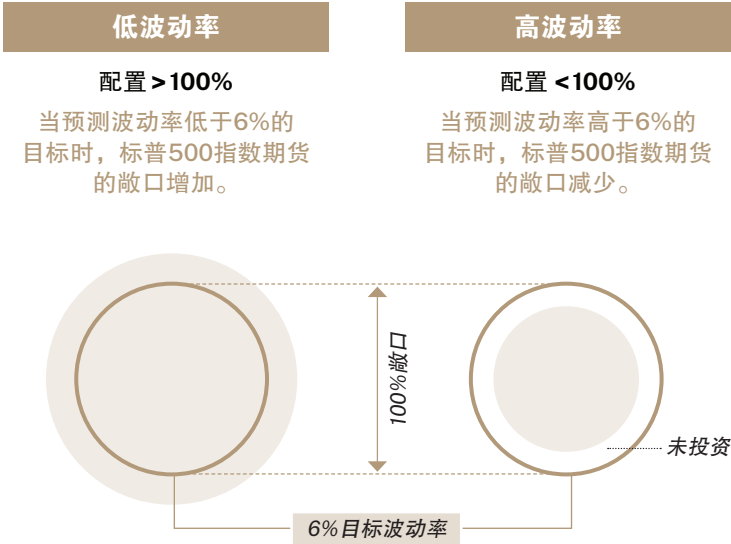 低波动率
配置 >100%
当预测波动率低于6%的
目标时，标普500指数期货
的敞口增加。
高波动率
配置 <100%
当预测波动率高于6%的
目标时，标普500指数期货
的敞口减少。
100%敞口
未投资
6%目标波动率